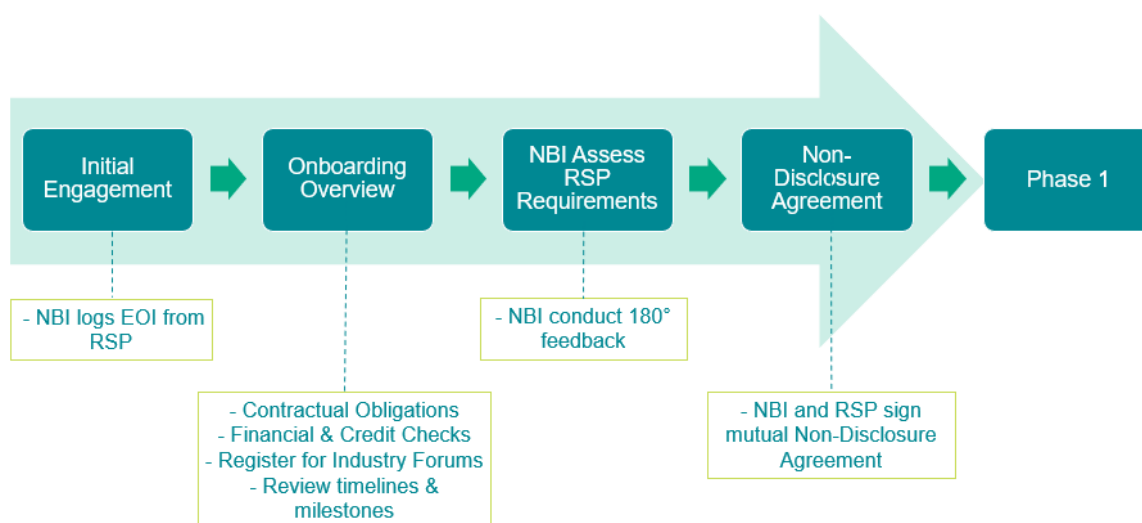 Initial
Engagement
Onboarding
Overview
NBI Assess
RSP
Requirements
Non-
Disclosure
Agreement
Phase 1
- NBI logs EOI from
RSP
- Contractual Obligations
- Financial & Credit Checks
- Register for Industry Forums
- Review timelines &
milestones
- NBI conduct 180°
feedback
- NBI and RSP sign
mutual Non-Disclosure
Agreement